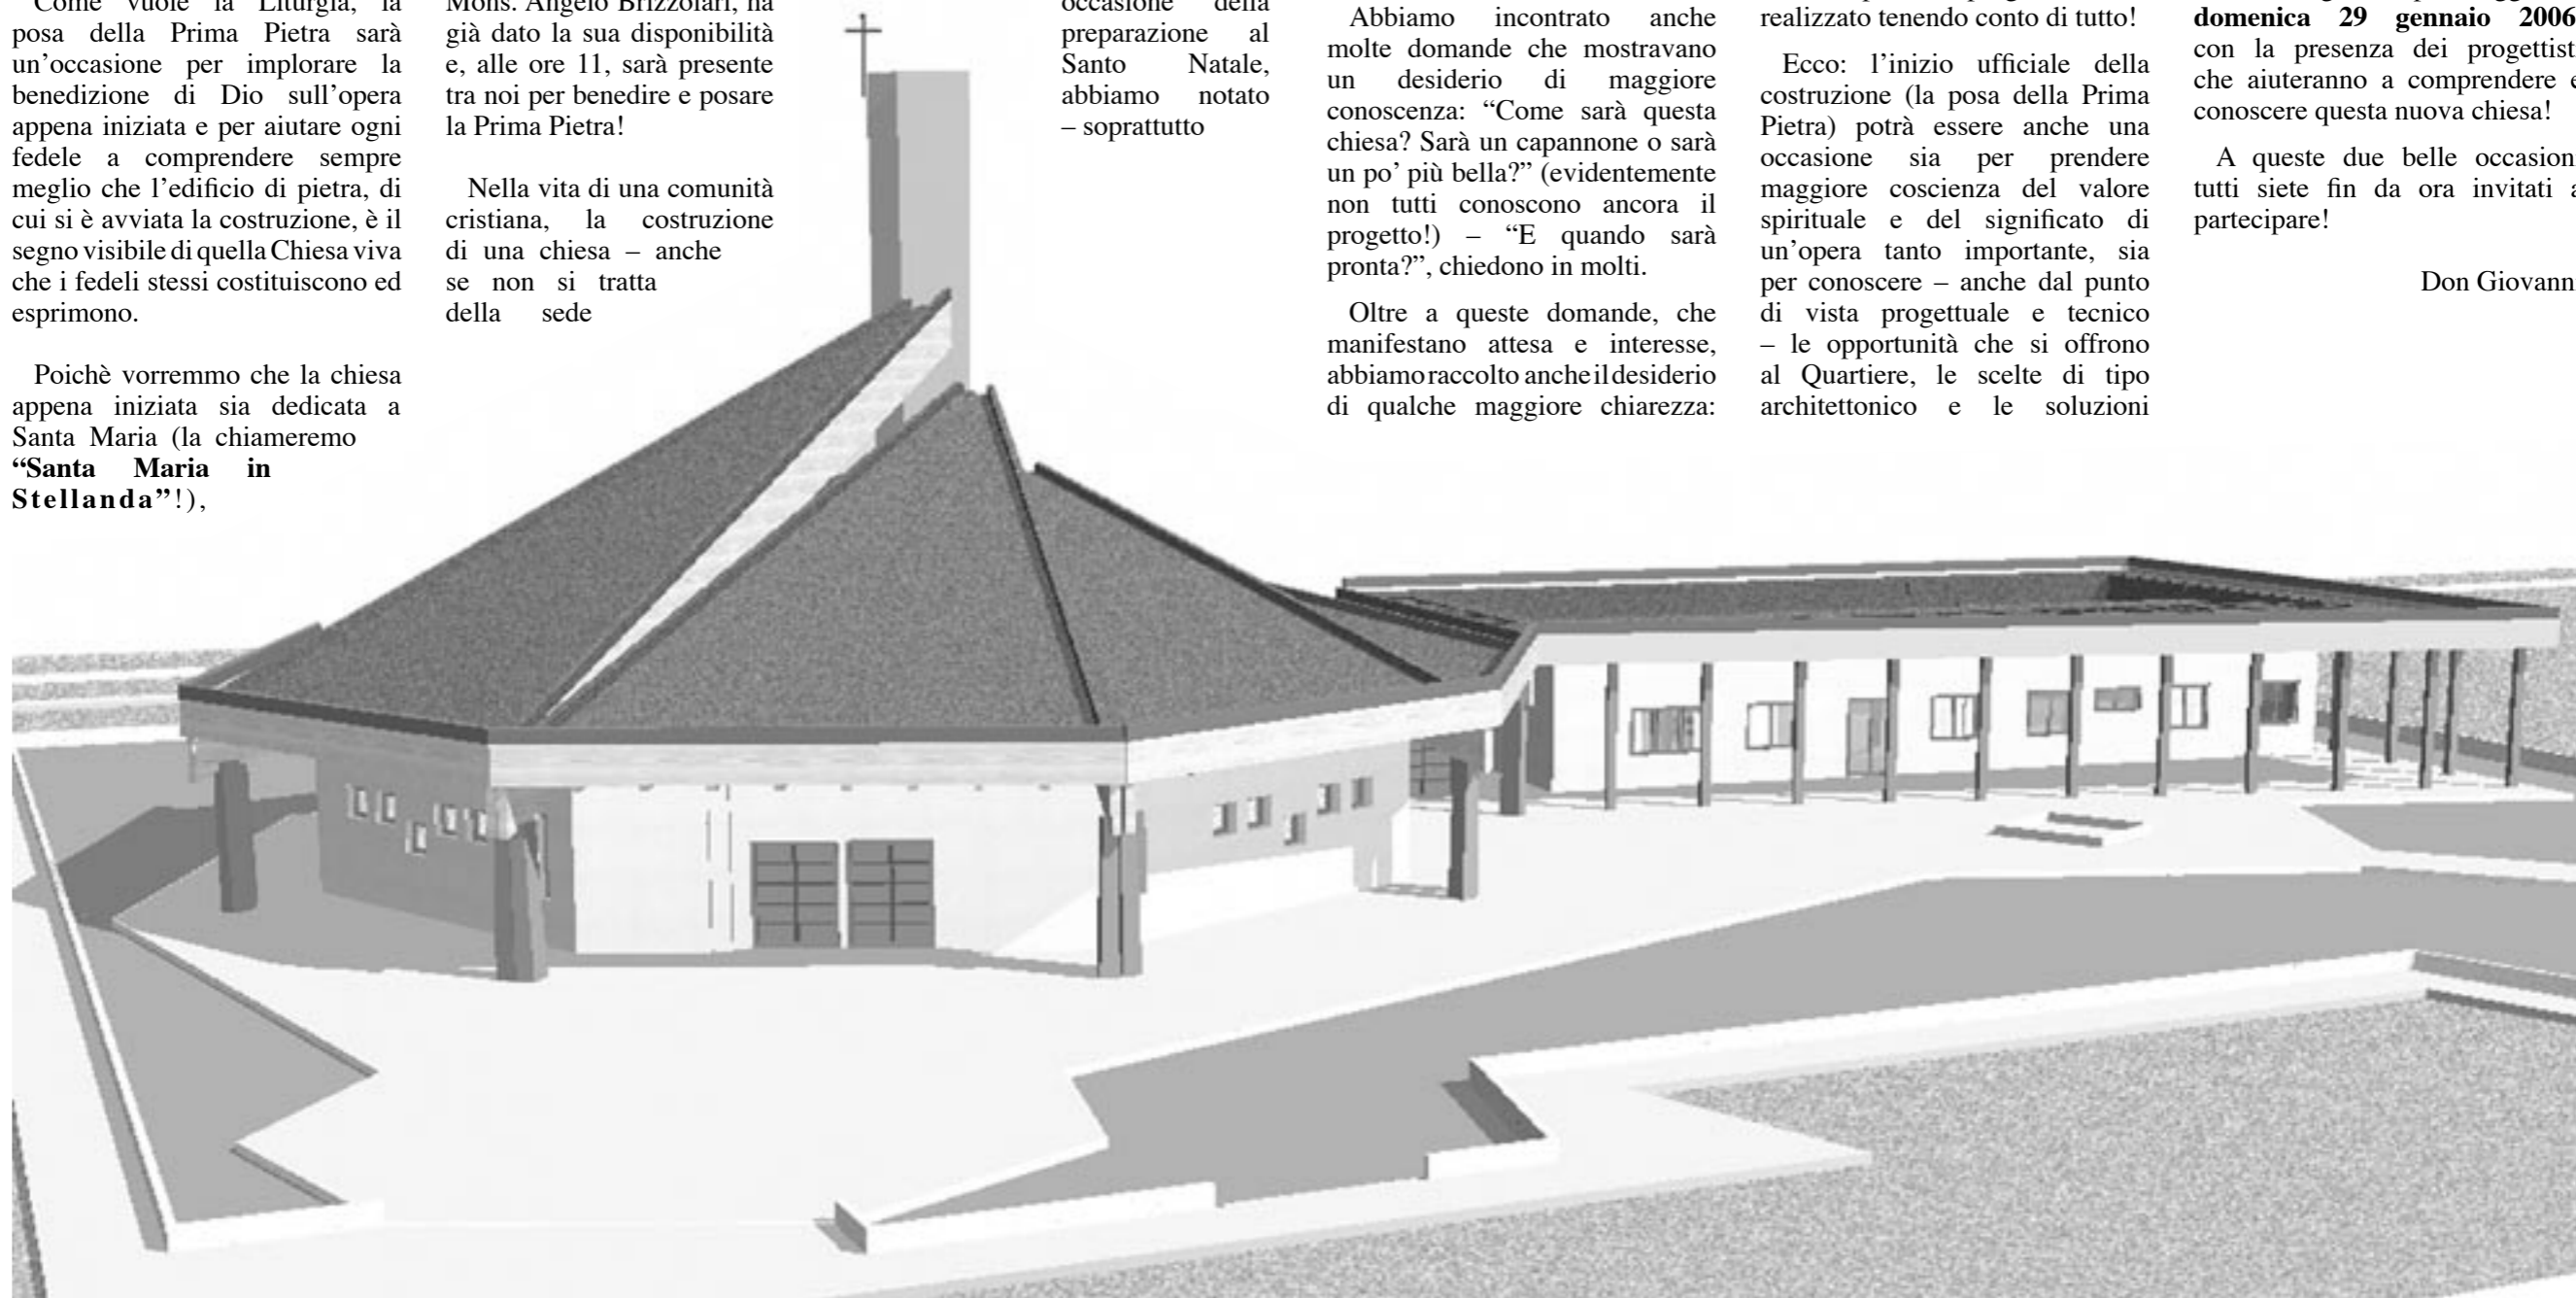 Come vuole la Liturgia, la
posa della Prima Pietra sarà
un’occasione per implorare la
benedizione di Dio sull’opera
appena iniziata e per aiutare ogni
fedele a comprendere sempre
meglio che l’edificio di pietra, di
cui si è avviata la costruzione, è il
segno visibile di quella Chiesa viva
che i fedeli stessi costituiscono ed
esprimono.
Poichè vorremmo che la chiesa
appena iniziata sia dedicata a
Santa Maria (la chiameremo
“Santa Maria in
Stellanda”!),
Mons. Angelo Brizzolari, ha
già dato la sua disponibilità
e, alle ore 11, sarà presente
tra noi per benedire e posare
la Prima Pietra!
Nella vita di una comunità
cristiana, la costruzione
di una chiesa – anche
se non si tratta
della sede
occasione della
preparazione al
Santo Natale,
abbiamo notato
– soprattutto
Abbiamo incontrato anche
molte domande che mostravano
un desiderio di maggiore
conoscenza: “Come sarà questa
chiesa? Sarà un capannone o sarà
un po’ più bella?” (evidentemente
non tutti conoscono ancora il
progetto!) – “E quando sarà
pronta?”, chiedono in molti.
Oltre a queste domande, che
manifestano attesa e interesse,
abbiamo raccolto anche il desiderio
di qualche maggiore chiarezza:
realizzato tenendo conto di tutto!
Ecco: l’inizio ufficiale della
costruzione (la posa della Prima
Pietra) potrà essere anche una
occasione sia per prendere
maggiore coscienza del valore
spirituale e del significato di
un’opera tanto importante, sia
per conoscere – anche dal punto
di vista progettuale e tecnico
– le opportunità che si offrono
al Quartiere, le scelte di tipo
architettonico e le soluzioni
domenica 29 gennaio 2006
con la presenza dei progettist
che aiuteranno a comprendere e
conoscere questa nuova chiesa!
A queste due belle occasion
tutti siete fin da ora invitati a
partecipare!
Don Giovann